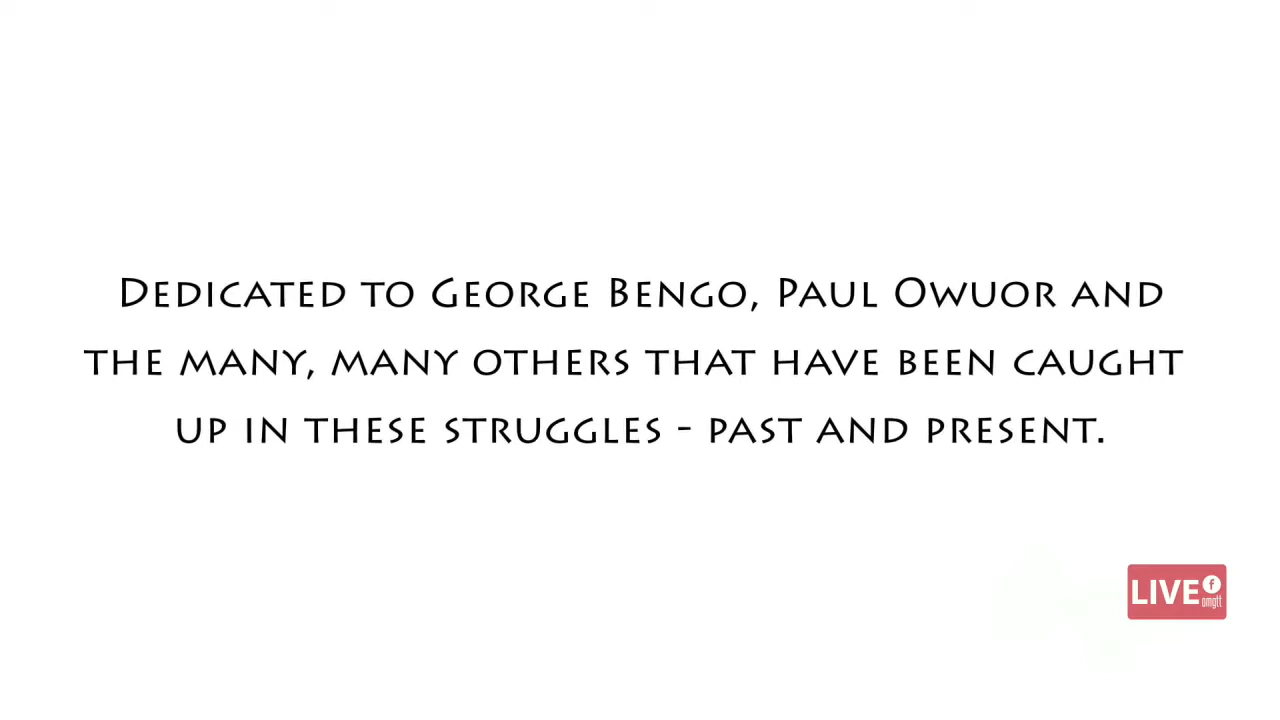 Dedicated to George Bengo, Paul Owuor and
the many, many others that have been caught
up in these struggles - past and present.
LIVE f
omgtt